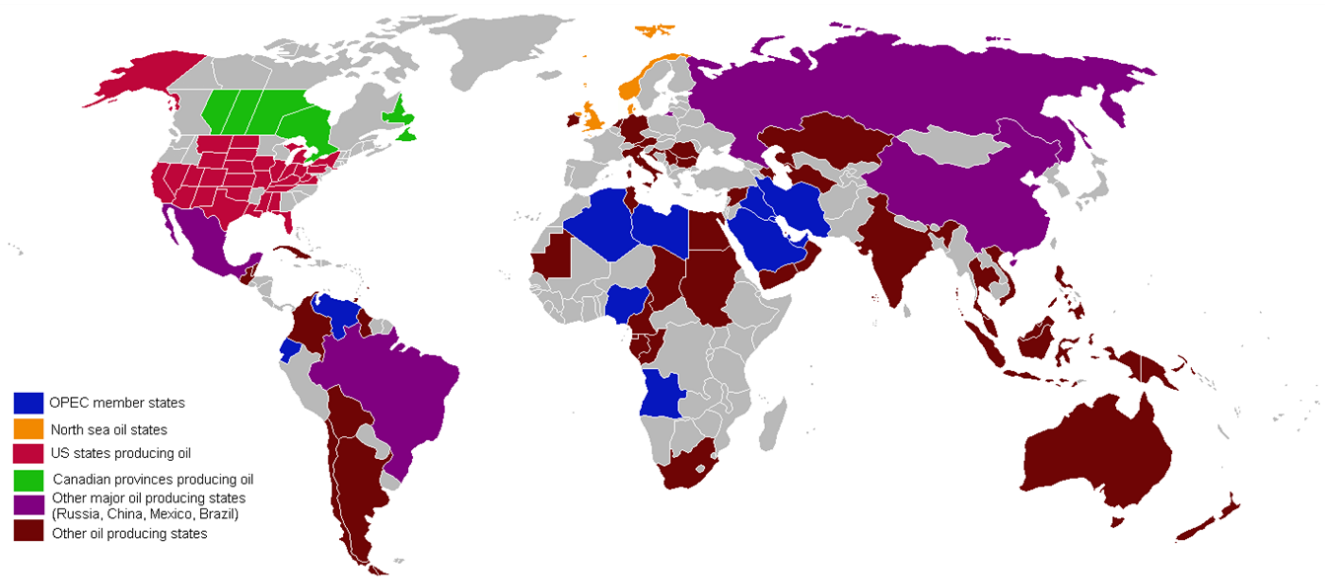 OPEC member states
North sea oil states
US states producing oil
Canadian provinces producing oil
Other major oil producing states
(Russia, China, Mexico, Brazil)
Other oil producing states